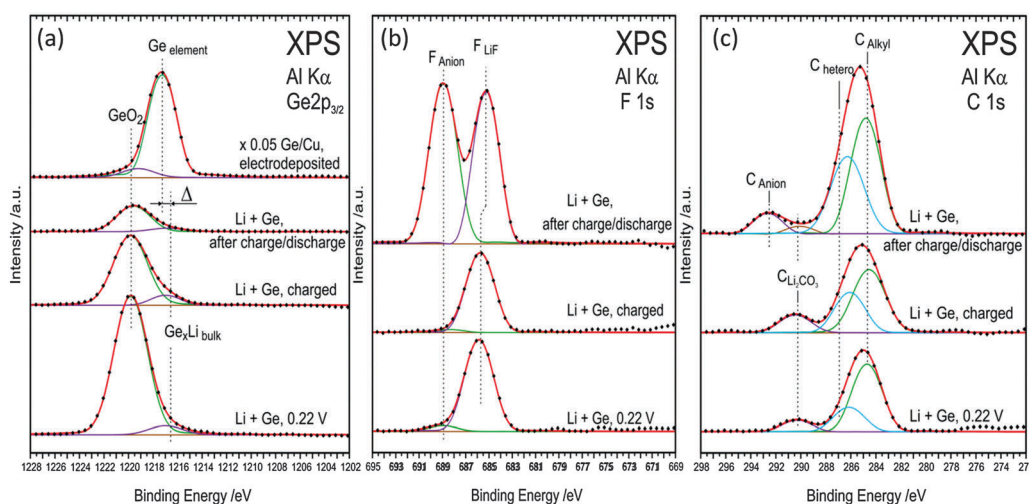 (a)
XPS
Al Kα
Ge2p3/2
Ge element
GeO2
x 0.05 Ge/Cu,
electrodeposited
Δ
Li + Ge,
after charge/discharge
Li + Ge, charged
GexLi bulk
Li + Ge, 0.22 V
Intensity /a.u.
1228 1226 1224 1222 1220 1218 1216 1214 1212 1210 1208 1206 1204 1202
Binding Energy /eV
(b)
XPS
Al Kα
F 1s
F Anion
F LiF
Li + Ge,
after charge/discharge
Li + Ge, charged
Li + Ge, 0.22 V
Intensity /a.u.
695 693 691 689 687 685 683 681 679 677 675 673 671 669
Binding Energy /eV
(c)
XPS
Al Kα
C 1s
C Alkyl
C hetero
C Anion
Li + Ge,
after charge/discharge
Li + Ge, charged
Li + Ge, 0.22 V
Intensity /a.u.
298 296 294 292 290 288 286 284 282 280 278 276 274 27
Binding Energy /eV